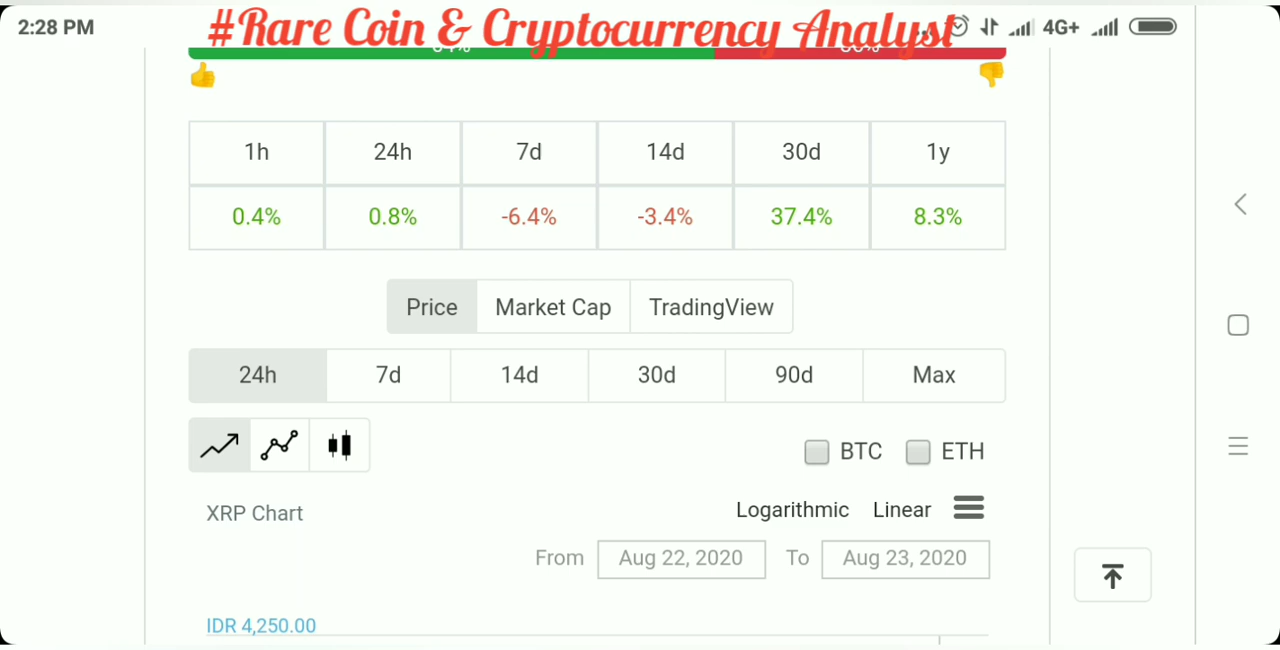 2:28 PM
#Rare Coin & Cryptocurrency Analyst
4G+
1h 24h 7d 14d 30d 1y
0.4% 0.8% -6.4% -3.4% 37.4% 8.3%
Price Market Cap TradingView
24h 7d 14d 30d 90d Max
BTC ETH
XRP Chart
Logarithmic Linear
From Aug 22, 2020 To Aug 23, 2020
IDR 4,250.00